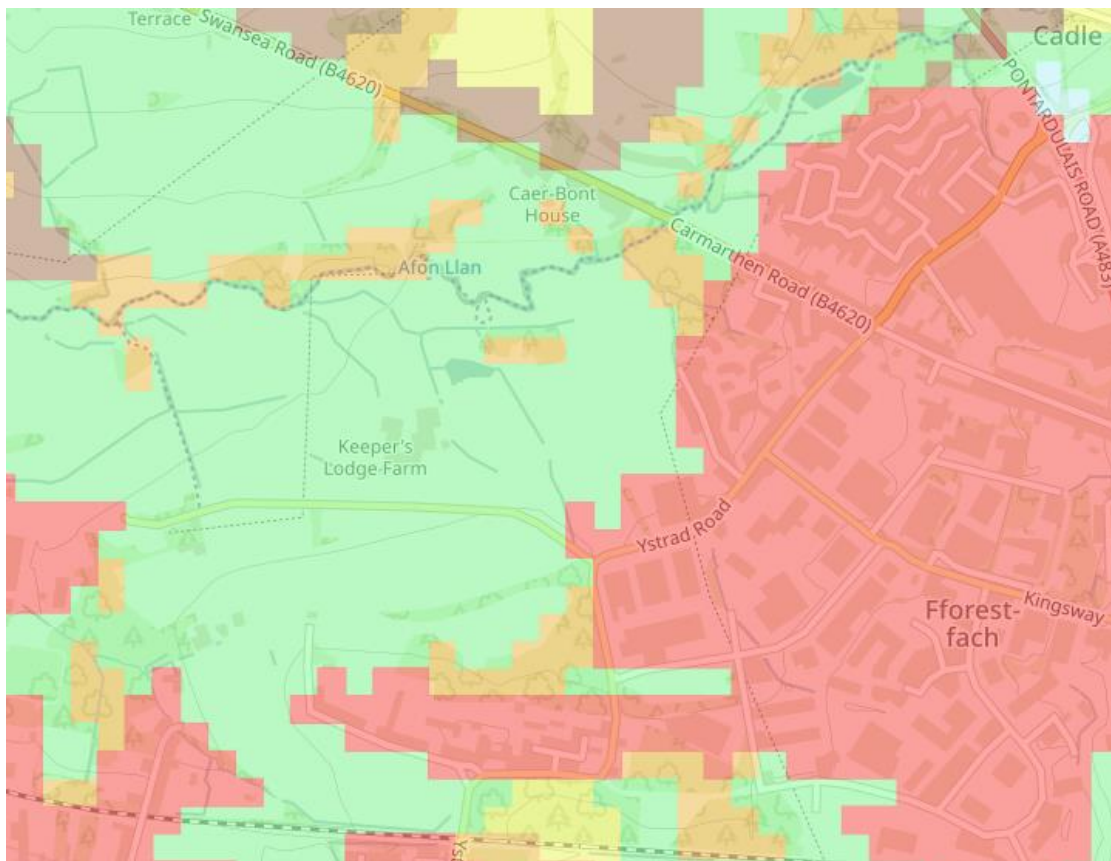 Terrace
Swansea Road (B4620)
Cadle
PONTARDULAIS ROAD (A483)
Caer-Bont
House
Carmarthen Road (B4620)
Afon Llan
Keeper's
Lodge Farm
Ystrad Road
Kingsway
Fforest-
fach